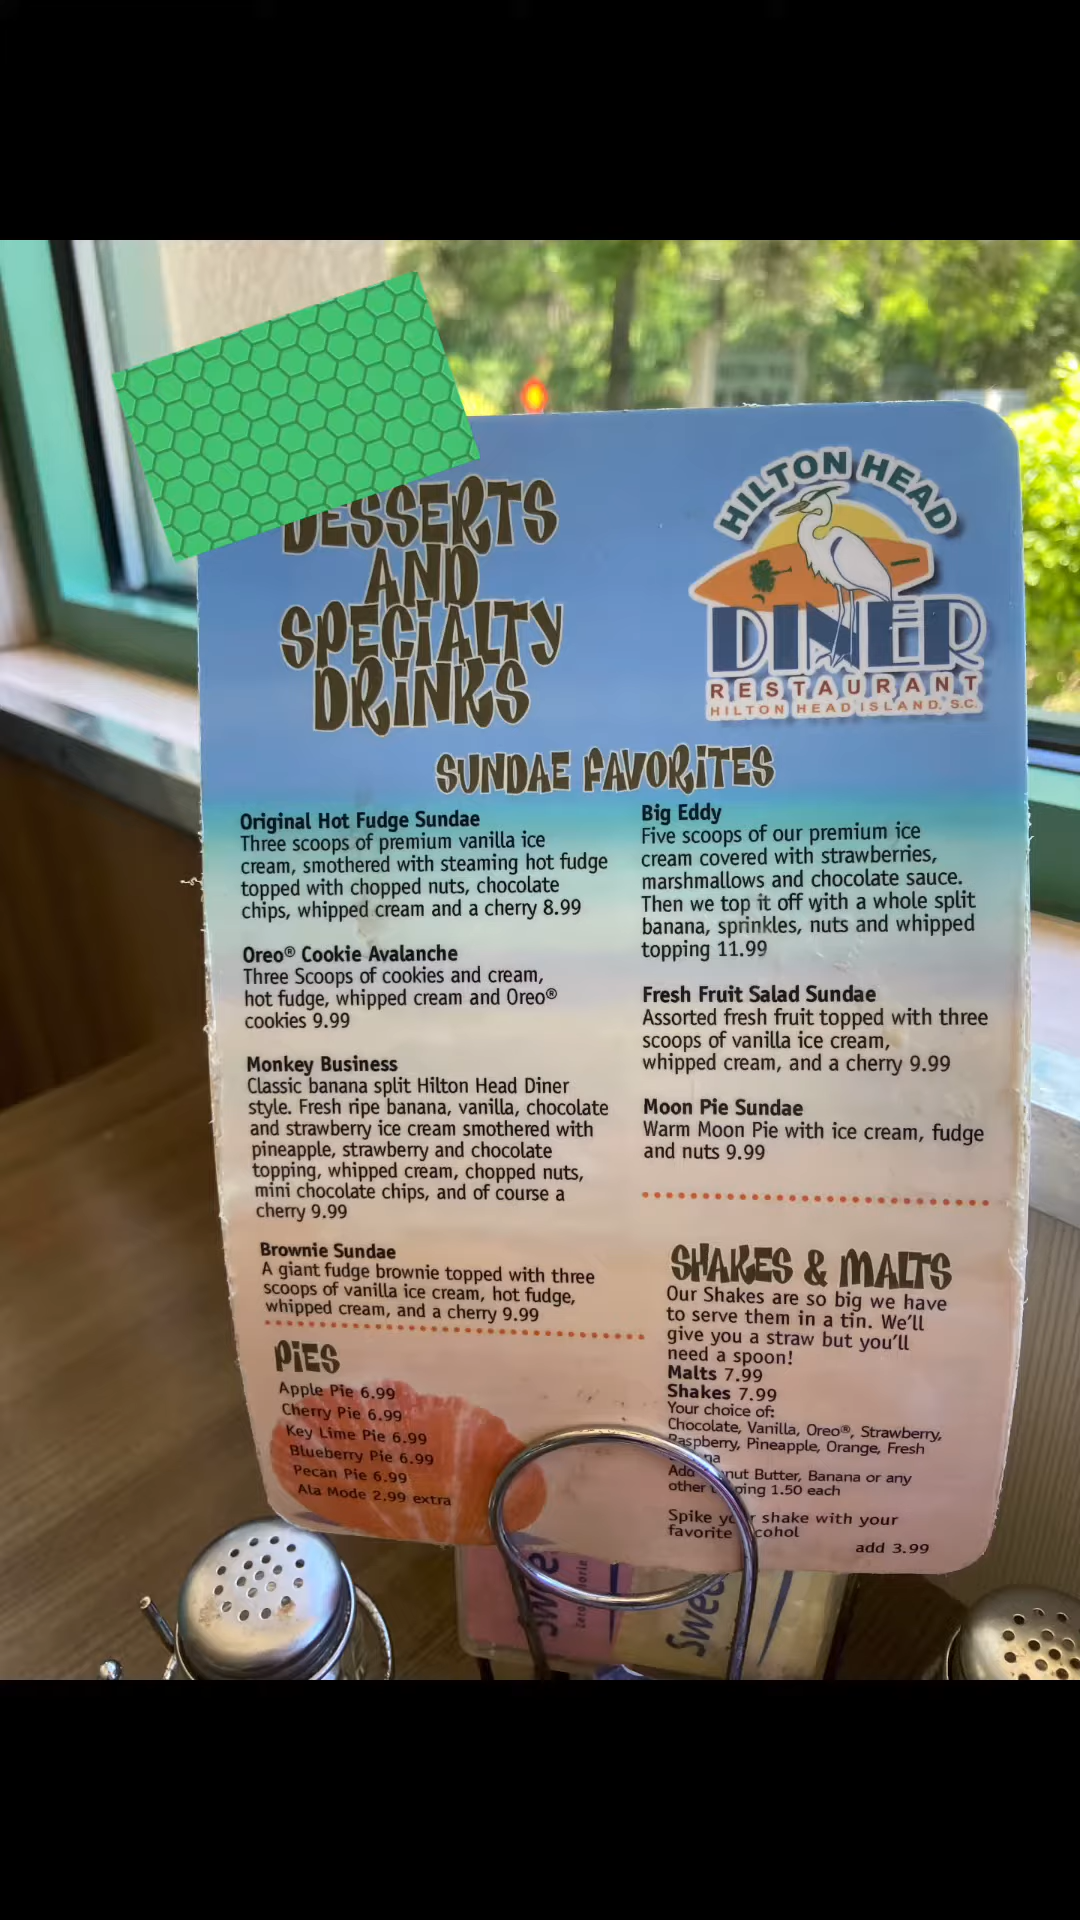 DESSERTS
AND
SPECIALTY
DRINKS
HILTON HEAD
DINER
RESTAURANT
HILTON HEAD ISLAND, S.C.
SUNDAE FAVORITES
Original Hot Fudge Sundae
Three scoops of premium vanilla ice
cream, smothered with steaming hot fudge
topped with chopped nuts, chocolate
chips, whipped cream and a cherry 8.99
Oreo® Cookie Avalanche
Three Scoops of cookies and cream,
hot fudge, whipped cream and Oreo®
cookies 9.99
Monkey Business
Classic banana split Hilton Head Diner
style. Fresh ripe banana, vanilla, chocolate
and strawberry ice cream smothered with
pineapple, strawberry and chocolate
topping, whipped cream, chopped nuts,
mini chocolate chips, and of course a
cherry 9.99
Brownie Sundae
A giant fudge brownie topped with three
scoops of vanilla ice cream, hot fudge,
whipped cream, and a cherry 9.99
PIES
Apple Pie 6.99
Cherry Pie 6.99
Key Lime Pie 6.99
Blueberry Pie 6.99
Pecan Pie 6.99
Ala Mode 2.99 extra
Big Eddy
Five scoops of our premium ice
cream covered with strawberries,
marshmallows and chocolate sauce.
Then we top it off with a whole split
banana, sprinkles, nuts and whipped
topping 11.99
Fresh Fruit Salad Sundae
Assorted fresh fruit topped with three
scoops of vanilla ice cream,
whipped cream, and a cherry 9.99
Moon Pie Sundae
Warm Moon Pie with ice cream, fudge
and nuts 9.99
SHAKES & MALTS
Our Shakes are so big we have
to serve them in a tin. We'll
give you a straw but you'll
need a spoon!
Malts 7.99
Shakes 7.99
Your choice of:
Chocolate, Vanilla, Oreo®, Strawberry,
Raspberry, Pineapple, Orange, Fresh
Add Butter, Banana or any
other 1.50 each
Spike your shake with your
favorite
add 3.99